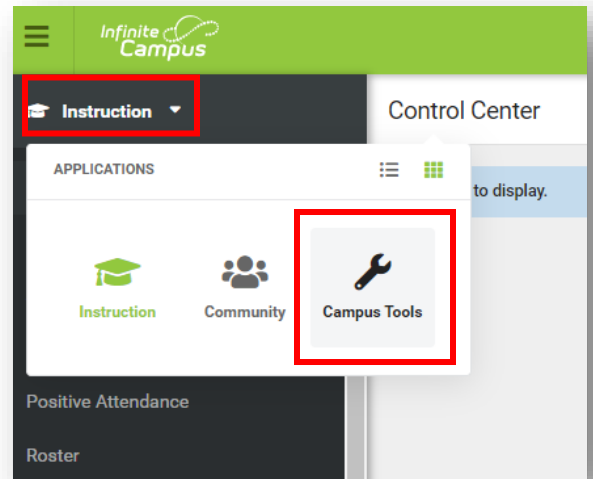 Infinite
Campus
Instruction
Control Center
APPLICATIONS
to display.
Instruction
Community
Campus Tools
Positive Attendance
Roster